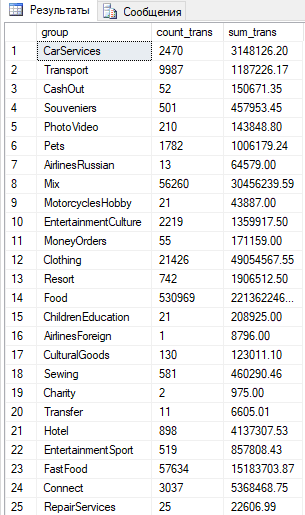 Результаты Сообщения
group count_trans sum_trans
1 CarServices 2470 3148126.20
2 Transport 9987 1187226.17
3 CashOut 52 150671.35
4 Souveniers 501 457953.45
5 PhotoVideo 210 143848.80
6 Pets 1782 1006179.24
7 AirlinesRussian 13 64579.00
8 Mix 56260 30456239.59
9 MotorcyclesHobby 21 43887.00
10 EntertainmentCulture 2219 1359917.50
11 MoneyOrders 55 171159.00
12 Clothing 21426 49054567.55
13 Resort 742 1906512.50
14 Food 530969 221362246...
15 ChildrenEducation 21 208925.00
16 AirlinesForeign 1 8796.00
17 CulturalGoods 130 123011.10
18 Sewing 581 460290.46
19 Charity 2 975.00
20 Transfer 11 6605.01
21 Hotel 898 4137307.53
22 EntertainmentSport 519 857808.43
23 FastFood 57634 15183703.87
24 Connect 3037 5368468.75
25 RepairServices 25 22606.99